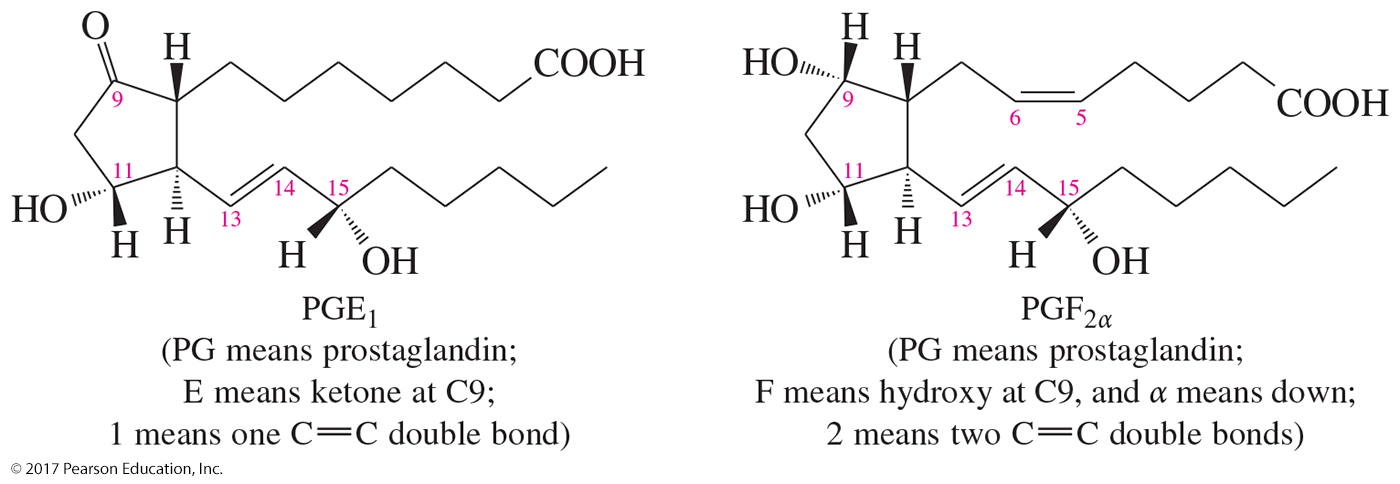 O H COOH
9
11
HO
H H
13 14 15
H OH
PGE₁
(PG means prostaglandin;
E means ketone at C9;
1 means one C=C double bond)
H
HO H
9
6 5
COOH
11
HO
H H
13 14 15
H OH
PGF₂α
(PG means prostaglandin;
F means hydroxy at C9, and α means down;
2 means two C=C double bonds)
© 2017 Pearson Education, Inc.